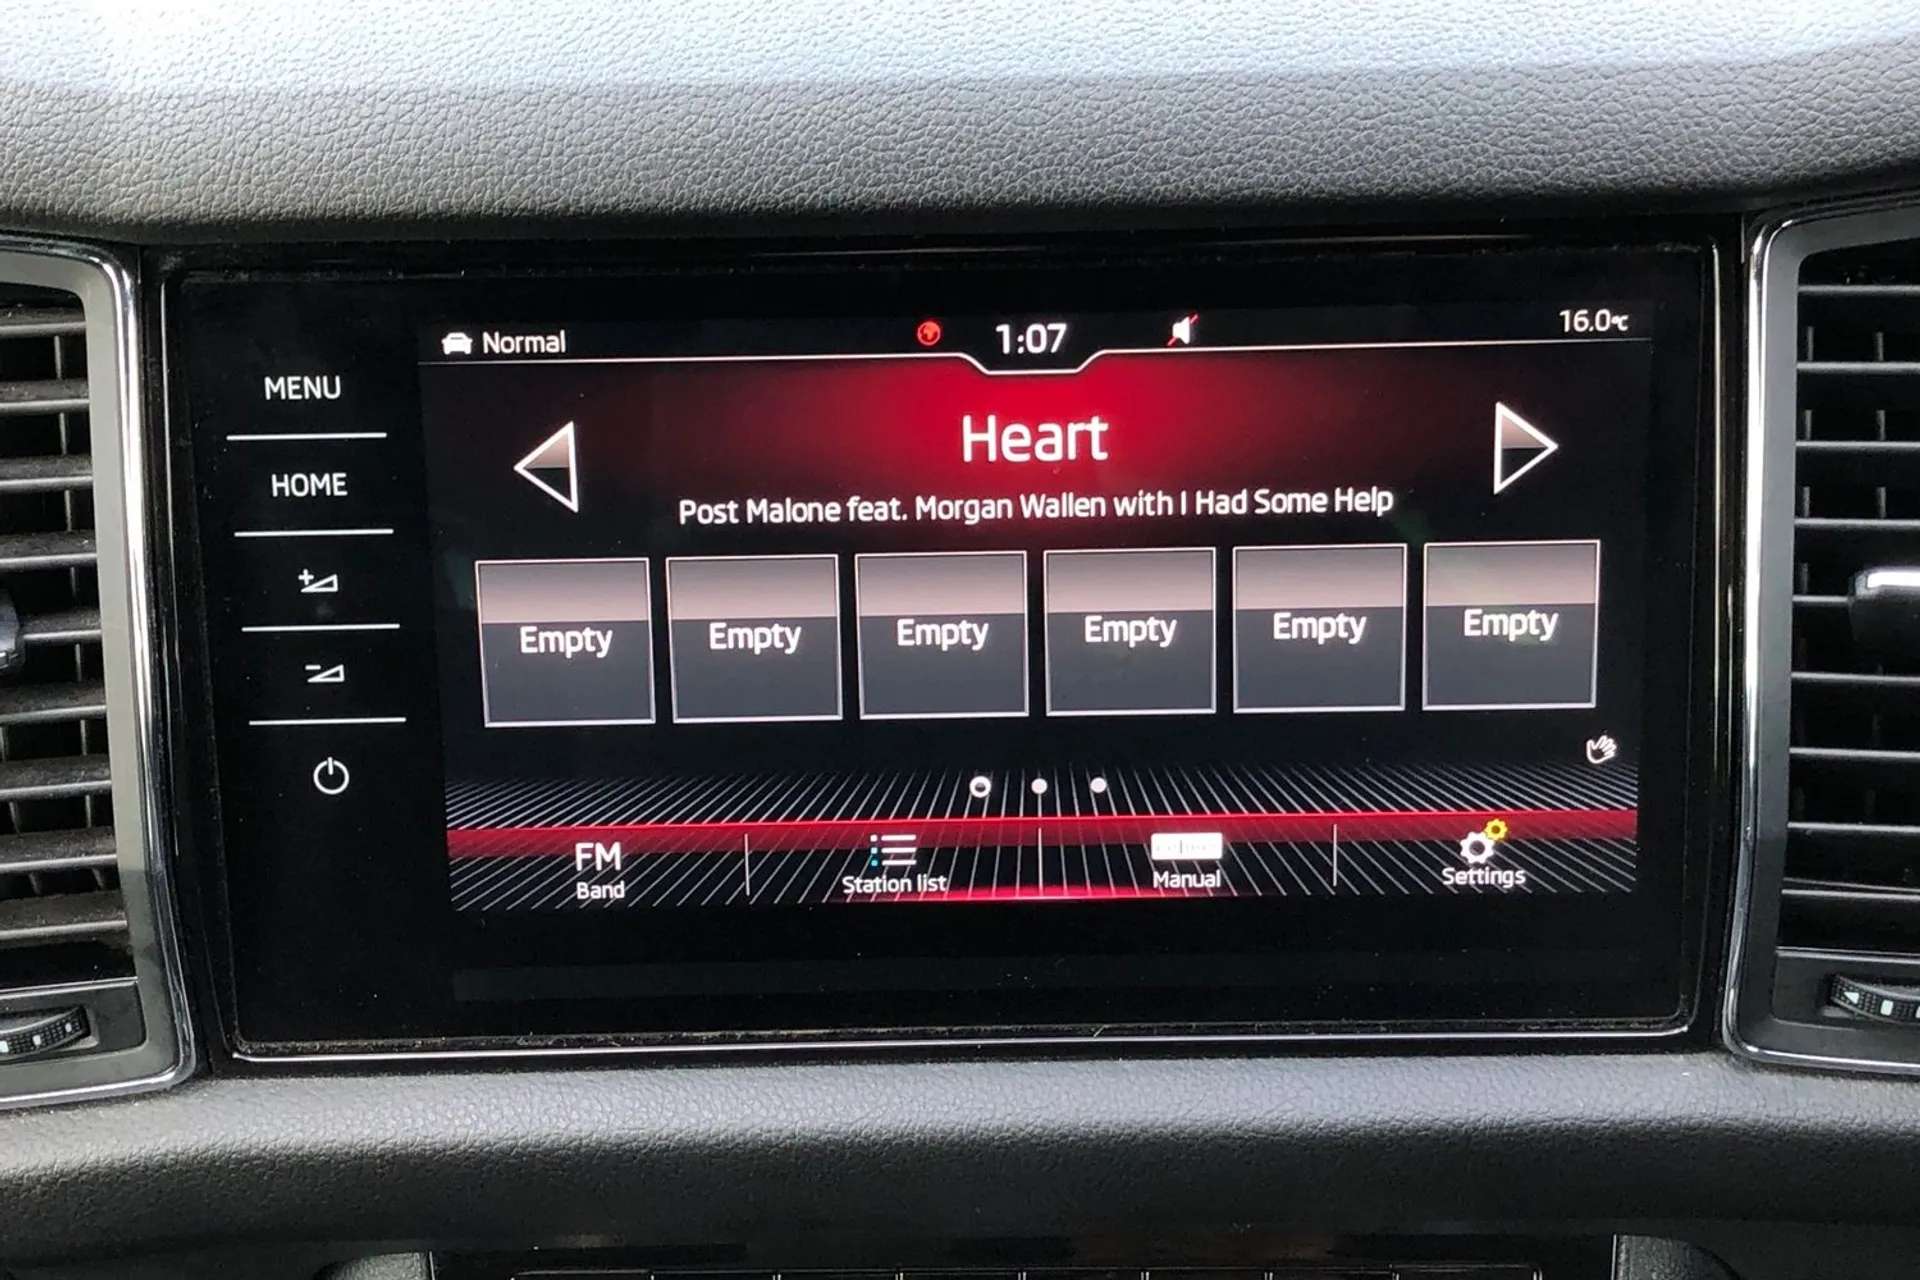 Normal
1:07
16.0°C
MENU
HOME
Heart
Post Malone feat. Morgan Wallen with I Had Some Help
Empty Empty Empty Empty Empty Empty
FM
Band
Station list
Manual
Settings